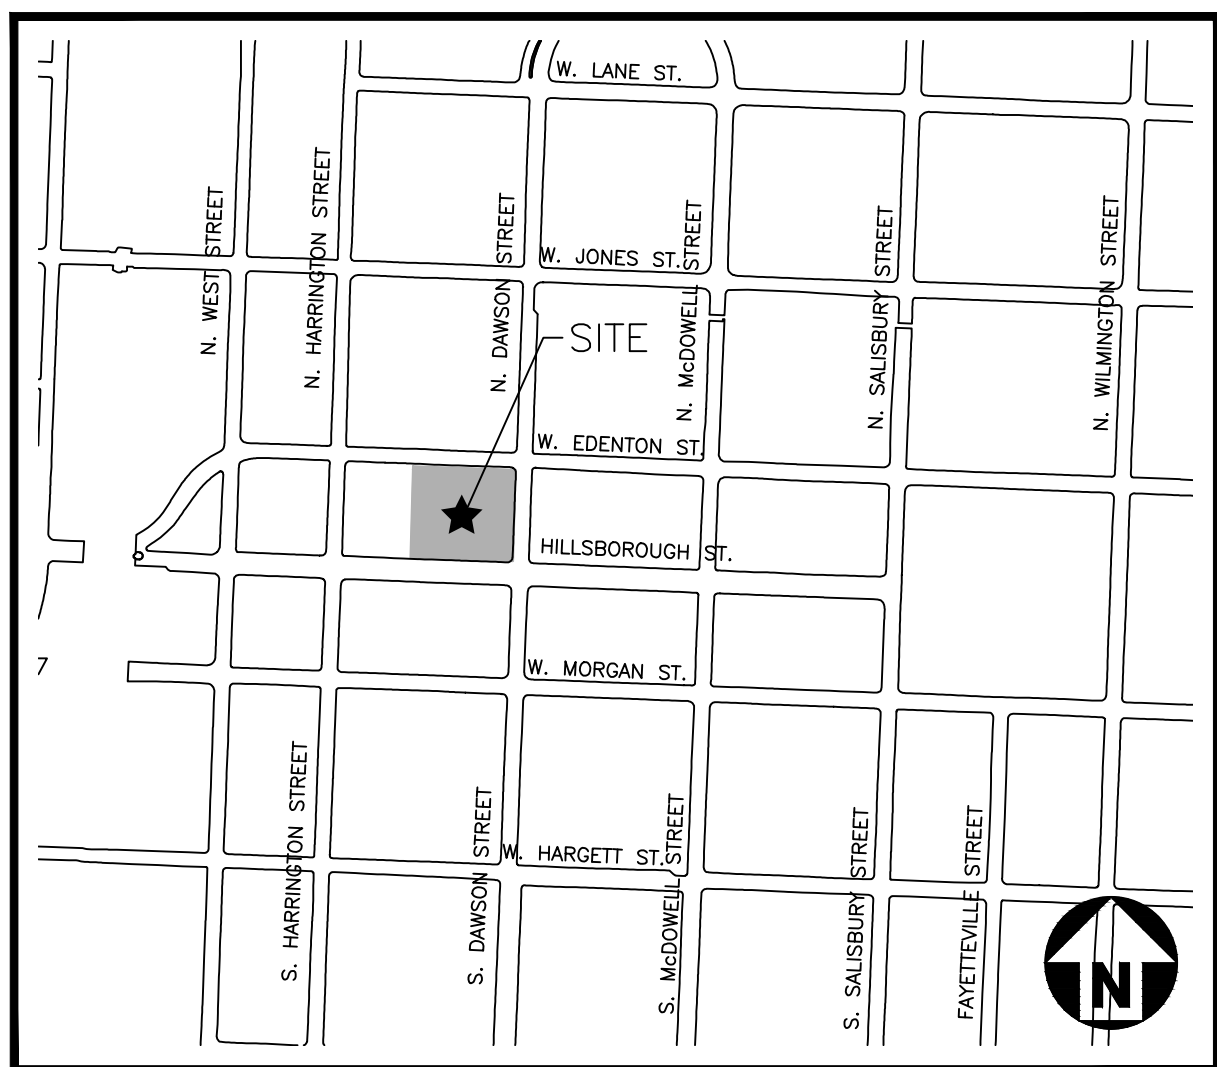 W. LANE ST.
N. WEST STREET
N. HARRINGTON STREET
N. DAWSON STREET
N. McDOWELL STREET
N. SALISBURY STREET
N. WILMINGTON STREET
W. JONES ST.
SITE
W. EDENTON ST.
HILLSBOROUGH ST.
7
W. MORGAN ST.
S. HARRINGTON STREET
S. DAWSON STREET
W. HARGETT ST.
S. McDOWELL STREET
S. SALISBURY STREET
FAYETTEVILLE STREET
N